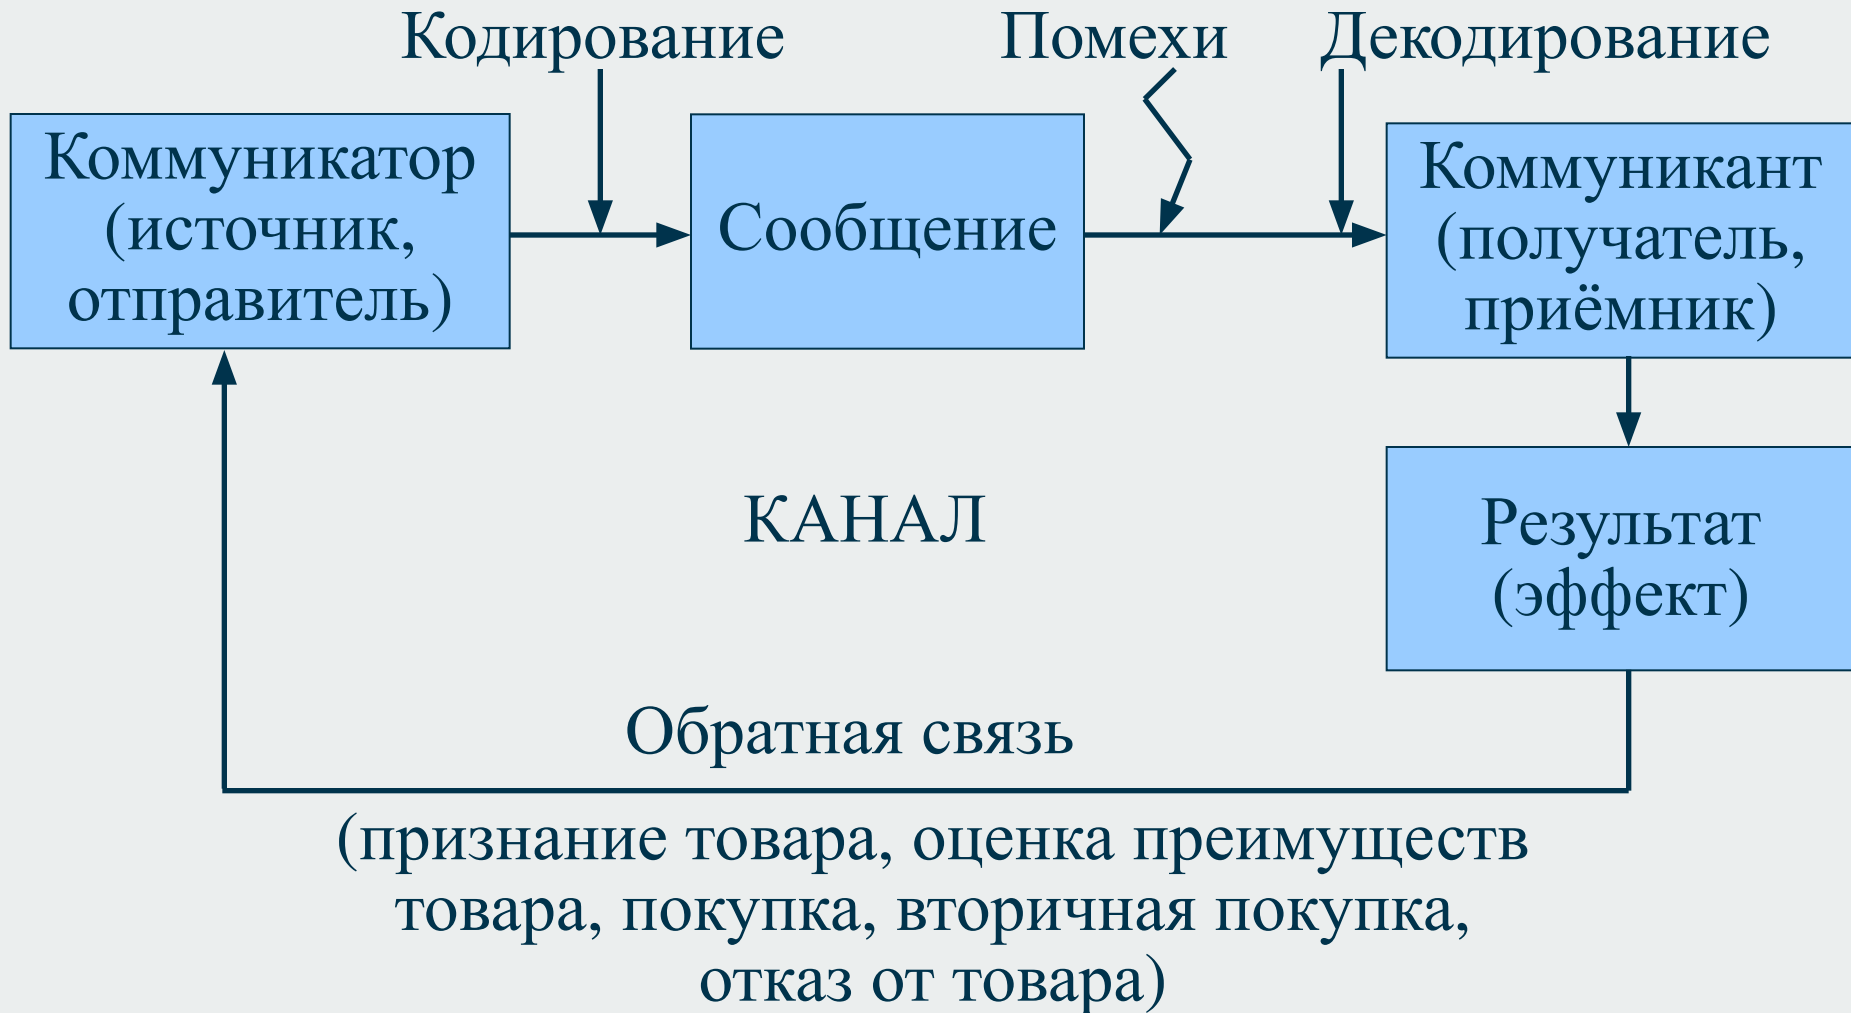 Кодирование
Помехи
Декодирование
Коммуникатор
(источник,
отправитель)
Сообщение
Коммуникант
(получатель,
приёмник)
КАНАЛ
Результат
(эффект)
Обратная связь
(признание товара, оценка преимуществ
товара, покупка, вторичная покупка,
отказ от товара)